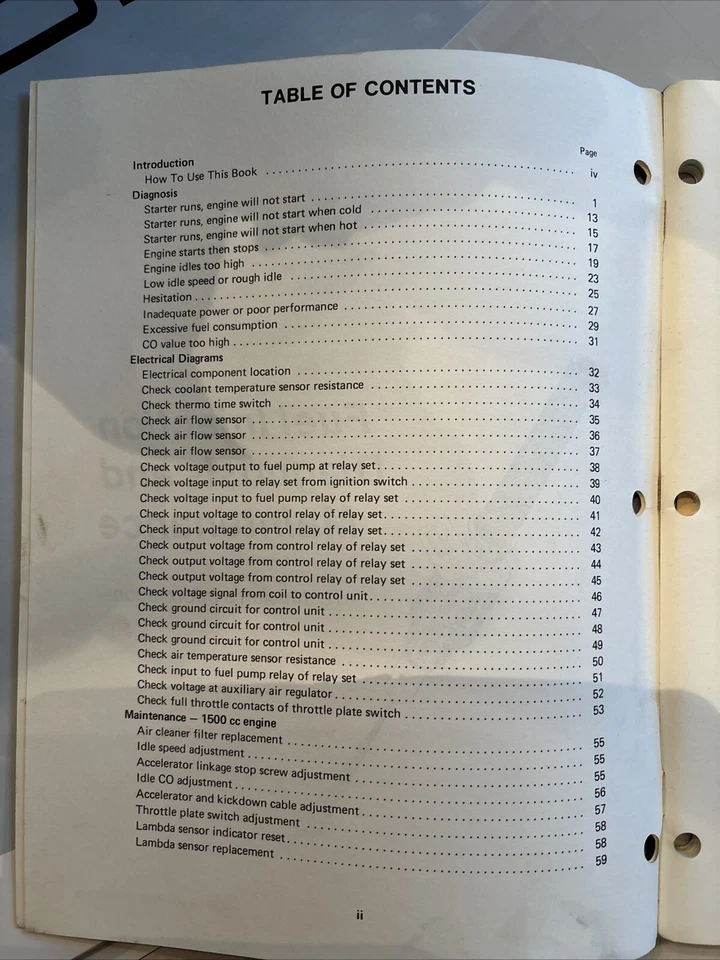 TABLE OF CONTENTS
Page
Introduction
How To Use This Book .......... iv
Diagnosis
Starter runs, engine will not start .......... 1
Starter runs, engine will not start when cold .......... 13
Starter runs, engine will not start when hot .......... 15
Engine starts then stops .......... 17
Engine idles too high .......... 19
Low idle speed or rough idle .......... 23
Hesitation .......... 25
Inadequate power or poor performance .......... 27
Excessive fuel consumption .......... 29
CO value too high .......... 31
Electrical Diagrams
Electrical component location .......... 32
Check coolant temperature sensor resistance .......... 33
Check thermo time switch .......... 34
Check air flow sensor .......... 35
Check air flow sensor .......... 36
Check air flow sensor .......... 37
Check voltage output to fuel pump at relay set .......... 38
Check voltage input to relay set from ignition switch .......... 39
Check voltage input to fuel pump relay of relay set .......... 40
Check input voltage to control relay of relay set .......... 41
Check input voltage to control relay of relay set .......... 42
Check output voltage from control relay of relay set .......... 43
Check output voltage from control relay of relay set .......... 44
Check output voltage from control relay of relay set .......... 45
Check voltage signal from coil to control unit .......... 46
Check ground circuit for control unit .......... 47
Check ground circuit for control unit .......... 48
Check ground circuit for control unit .......... 49
Check air temperature sensor resistance .......... 50
Check input to fuel pump relay of relay set .......... 51
Check voltage at auxiliary air regulator .......... 52
Check full throttle contacts of throttle plate switch .......... 53
Maintenance — 1500 cc engine
Air cleaner filter replacement .......... 55
Idle speed adjustment .......... 55
Accelerator linkage stop screw adjustment .......... 55
Idle CO adjustment .......... 56
Accelerator and kickdown cable adjustment .......... 57
Throttle plate switch adjustment .......... 58
Lambda sensor indicator reset .......... 58
Lambda sensor replacement .......... 59
ii